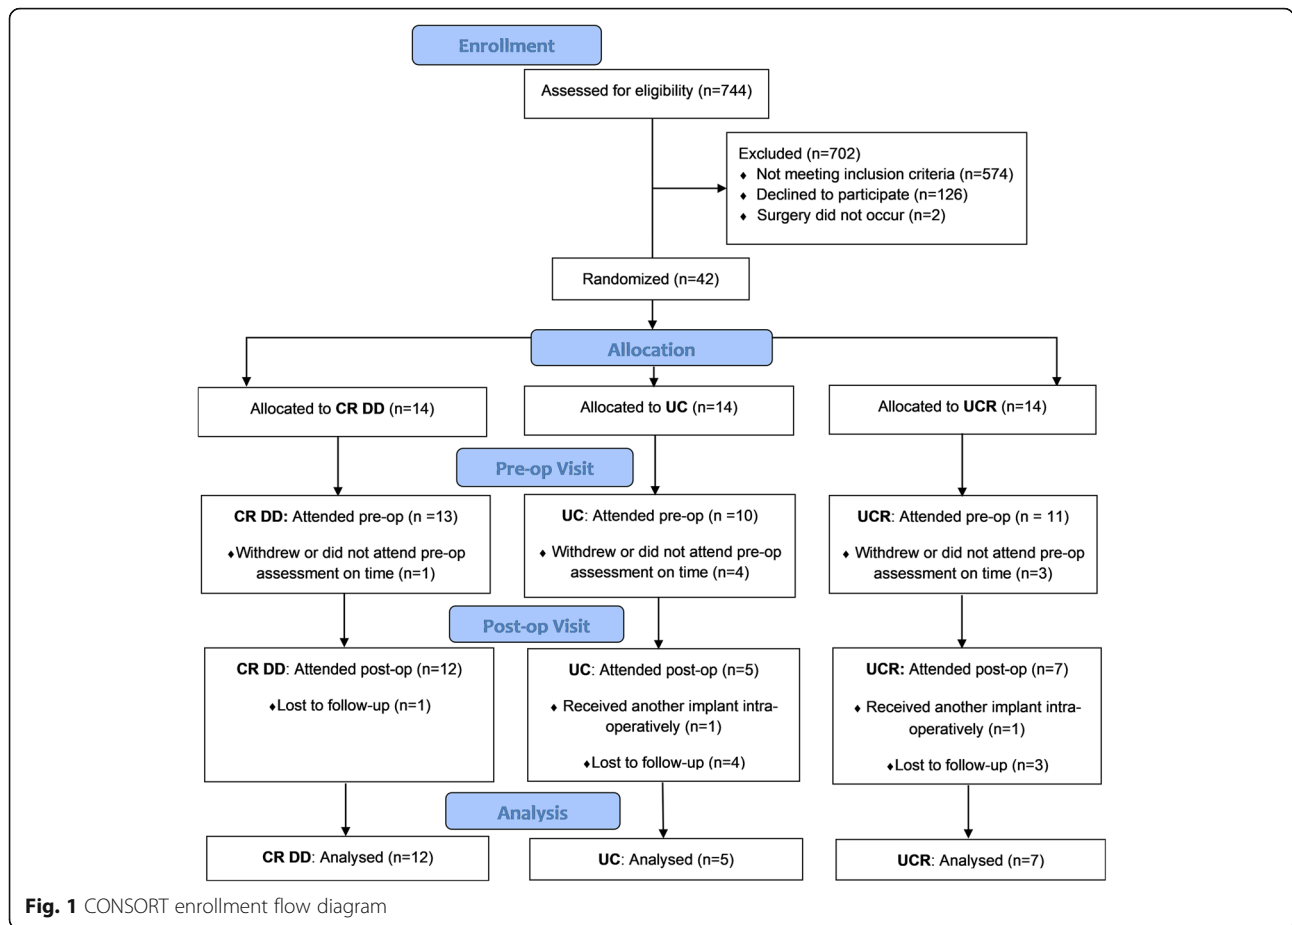 Enrollment
Assessed for eligibility (n=744)
Excluded (n=702)
♦ Not meeting inclusion criteria (n=574)
♦ Declined to participate (n=126)
♦ Surgery did not occur (n=2)
Randomized (n=42)
Allocation
Allocated to CR DD (n=14)
Allocated to UC (n=14)
Allocated to UCR (n=14)
Pre-op Visit
CR DD: Attended pre-op (n =13)
♦Withdrew or did not attend pre-op
assessment on time (n=1)
UC: Attended pre-op (n =10)
♦ Withdrew or did not attend pre-op
assessment on time (n=4)
UCR: Attended pre-op (n = 11)
♦ Withdrew or did not attend pre-op
assessment on time (n=3)
Post-op Visit
CR DD: Attended post-op (n=12)
♦Lost to follow-up (n=1)
UC: Attended post-op (n=5)
♦ Received another implant intra-
operatively (n=1)
♦Lost to follow-up (n=4)
UCR: Attended post-op (n=7)
♦ Received another implant intra-
operatively (n=1)
♦Lost to follow-up (n=3)
Analysis
CR DD: Analysed (n=12)
UC: Analysed (n=5)
UCR: Analysed (n=7)
Fig. 1 CONSORT enrollment flow diagram